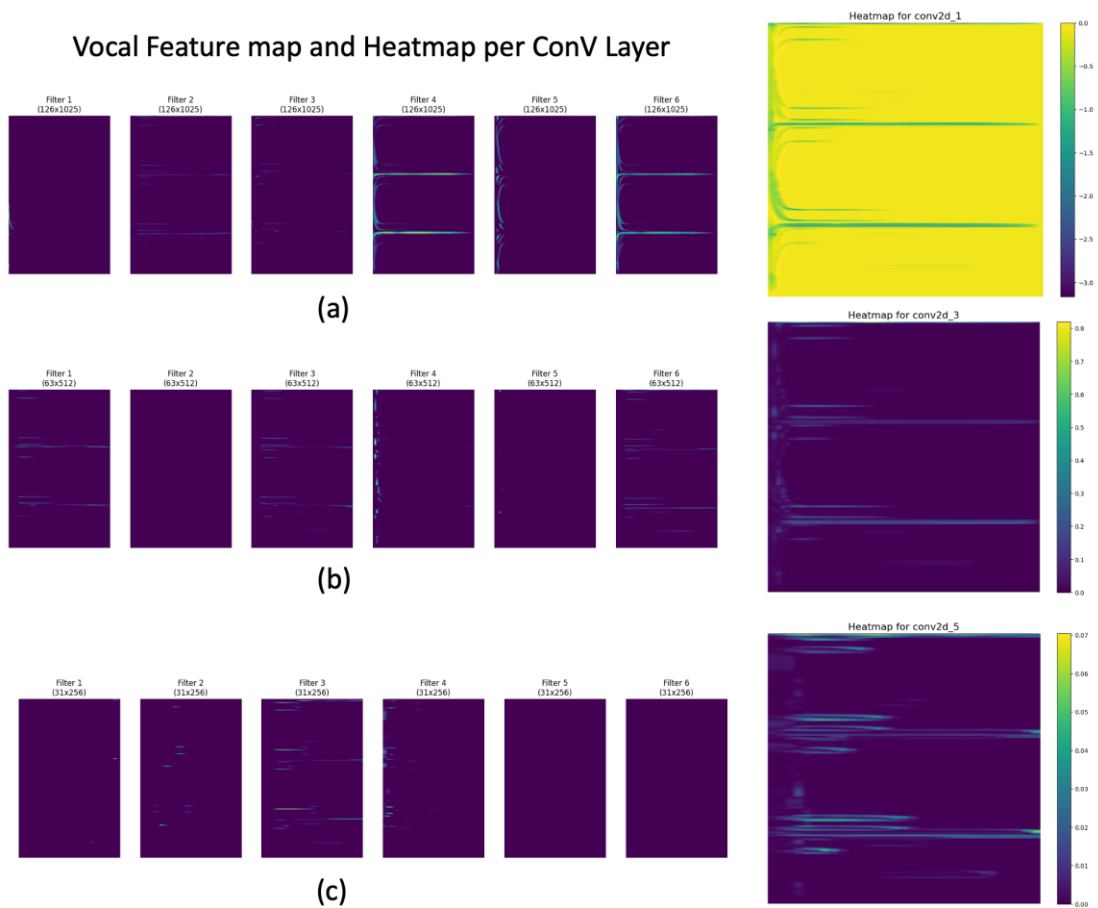 Vocal Feature map and Heatmap per ConV Layer
Filter 1
(126x1025)
Filter 2
(126x1025)
Filter 3
(126x1025)
Filter 4
(126x1025)
Filter 5
(126x1025)
Filter 6
(126x1025)
(a)
Heatmap for conv2d_1
0.0
-0.5
-1.0
-1.5
-2.0
-2.5
-3.0
Filter 1
(63x512)
Filter 2
(63x512)
Filter 3
(63x512)
Filter 4
(63x512)
Filter 5
(63x512)
Filter 6
(63x512)
(b)
Heatmap for conv2d_3
0.8
0.7
0.6
0.5
0.4
0.3
0.2
0.1
0.0
Filter 1
(31x256)
Filter 2
(31x256)
Filter 3
(31x256)
Filter 4
(31x256)
Filter 5
(31x256)
Filter 6
(31x256)
(c)
Heatmap for conv2d_5
0.07
0.06
0.05
0.04
0.03
0.02
0.01
0.00